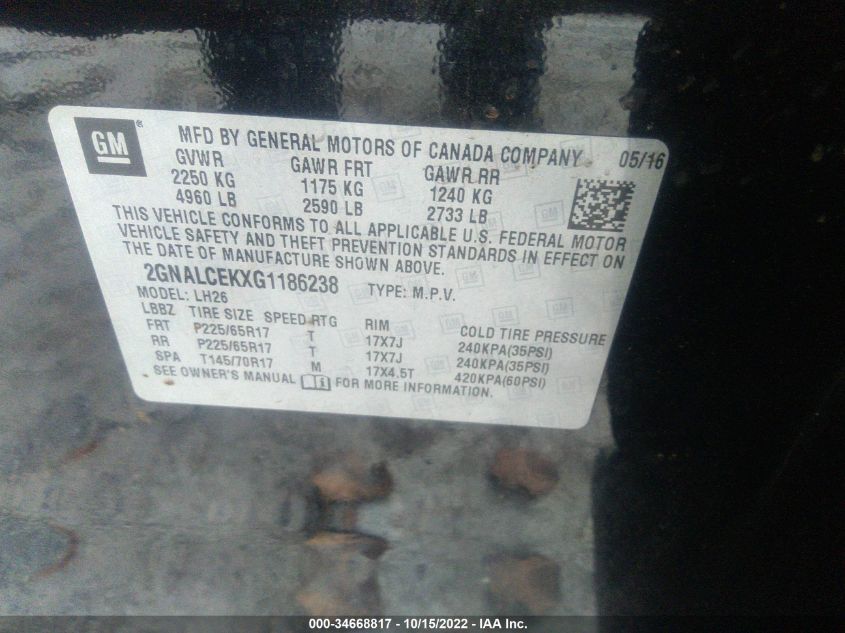 GM ® MFD BY GENERAL MOTORS OF CANADA COMPANY 05/16
GVWR GAWR FRT GAWR RR
2250 KG 1175 KG 1240 KG
4960 LB 2590 LB 2733 LB
THIS VEHICLE CONFORMS TO ALL APPLICABLE U.S. FEDERAL MOTOR
VEHICLE SAFETY AND THEFT PREVENTION STANDARDS IN EFFECT ON
THE DATE OF MANUFACTURE SHOWN ABOVE.
2GNALCEKXG1186238 TYPE: M.P.V.
MODEL: LH26
LBBZ TIRE SIZE SPEED RTG RIM COLD TIRE PRESSURE
FRT P225/65R17 T 17X7J 240KPA(35PSI)
RR P225/65R17 T 17X7J 240KPA(35PSI)
SPA T145/70R17 M 17X4.5T 420KPA(60PSI)
SEE OWNER'S MANUAL FOR MORE INFORMATION.
000-34668817 - 10/15/2022 - IAA Inc.